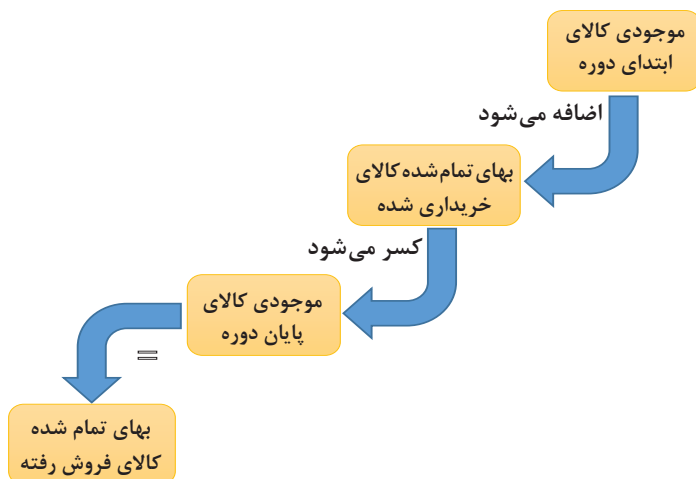 موجودی کالای
ابتدای دوره
اضافه می‌شود
بهای تمام‌شده کالای
خریداری شده
کسر می‌شود
موجودی کالای
پایان دوره
=
بهای تمام شده
کالای فروش رفته